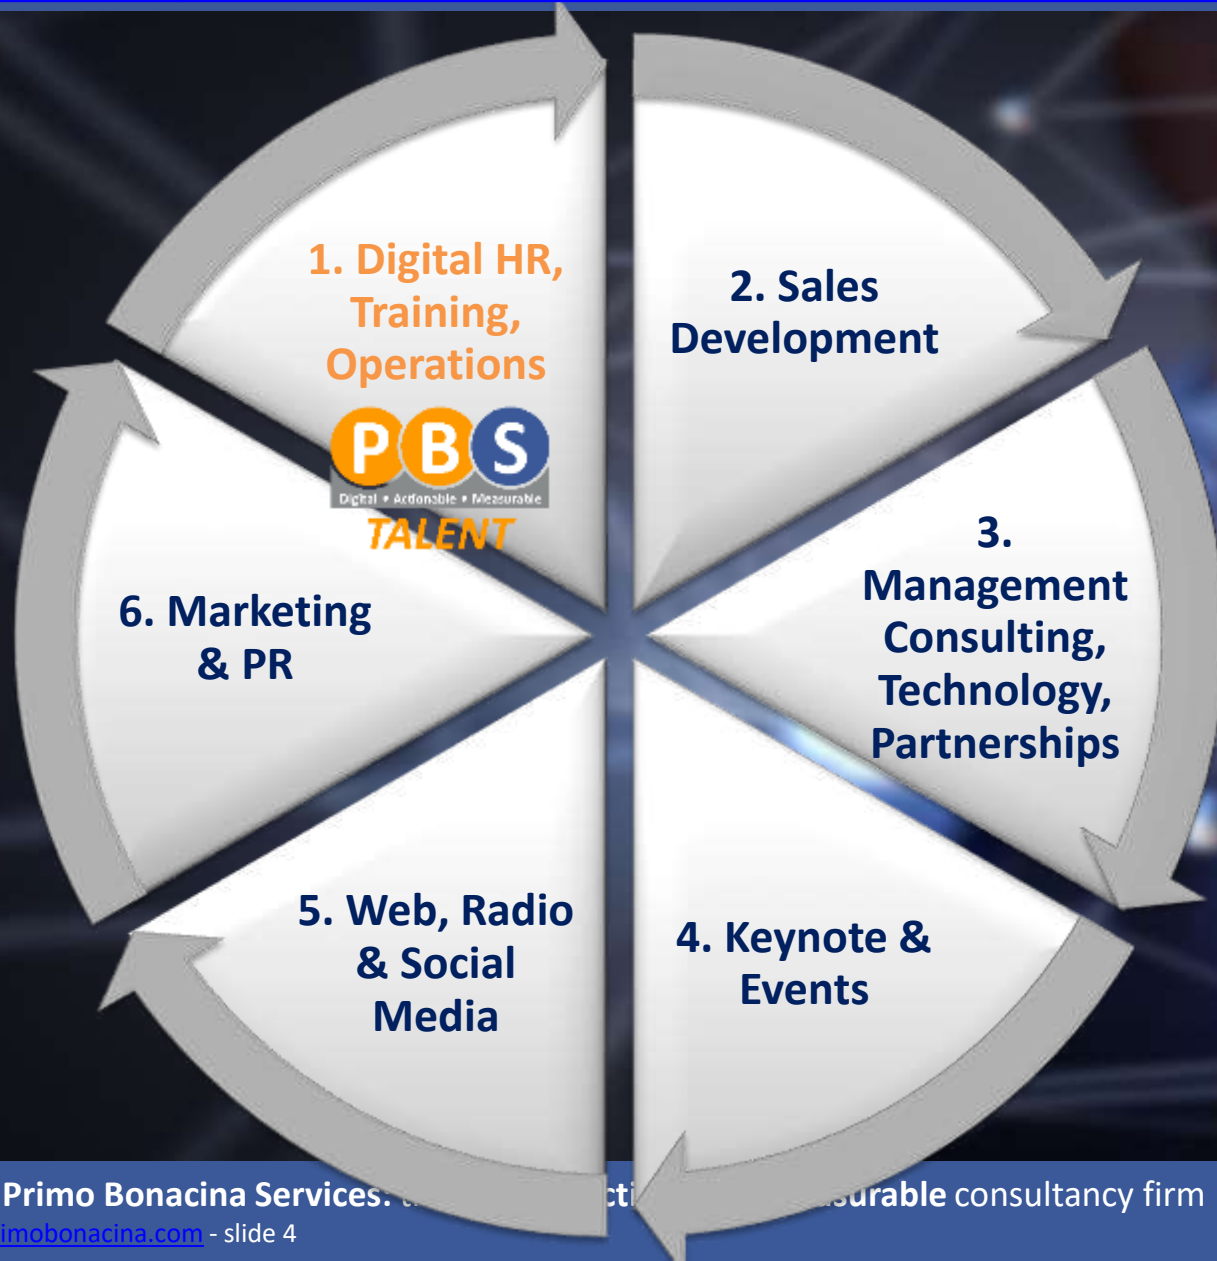 1. Digital HR,
Training,
Operations
PBS
Digital • Actionable • Measurable
TALENT
2. Sales
Development
3.
Management
Consulting,
Technology,
Partnerships
4. Keynote &
Events
5. Web, Radio
& Social
Media
6. Marketing
& PR
Primo Bonacina Services: consultancy firm
imobonacina.com - slide 4